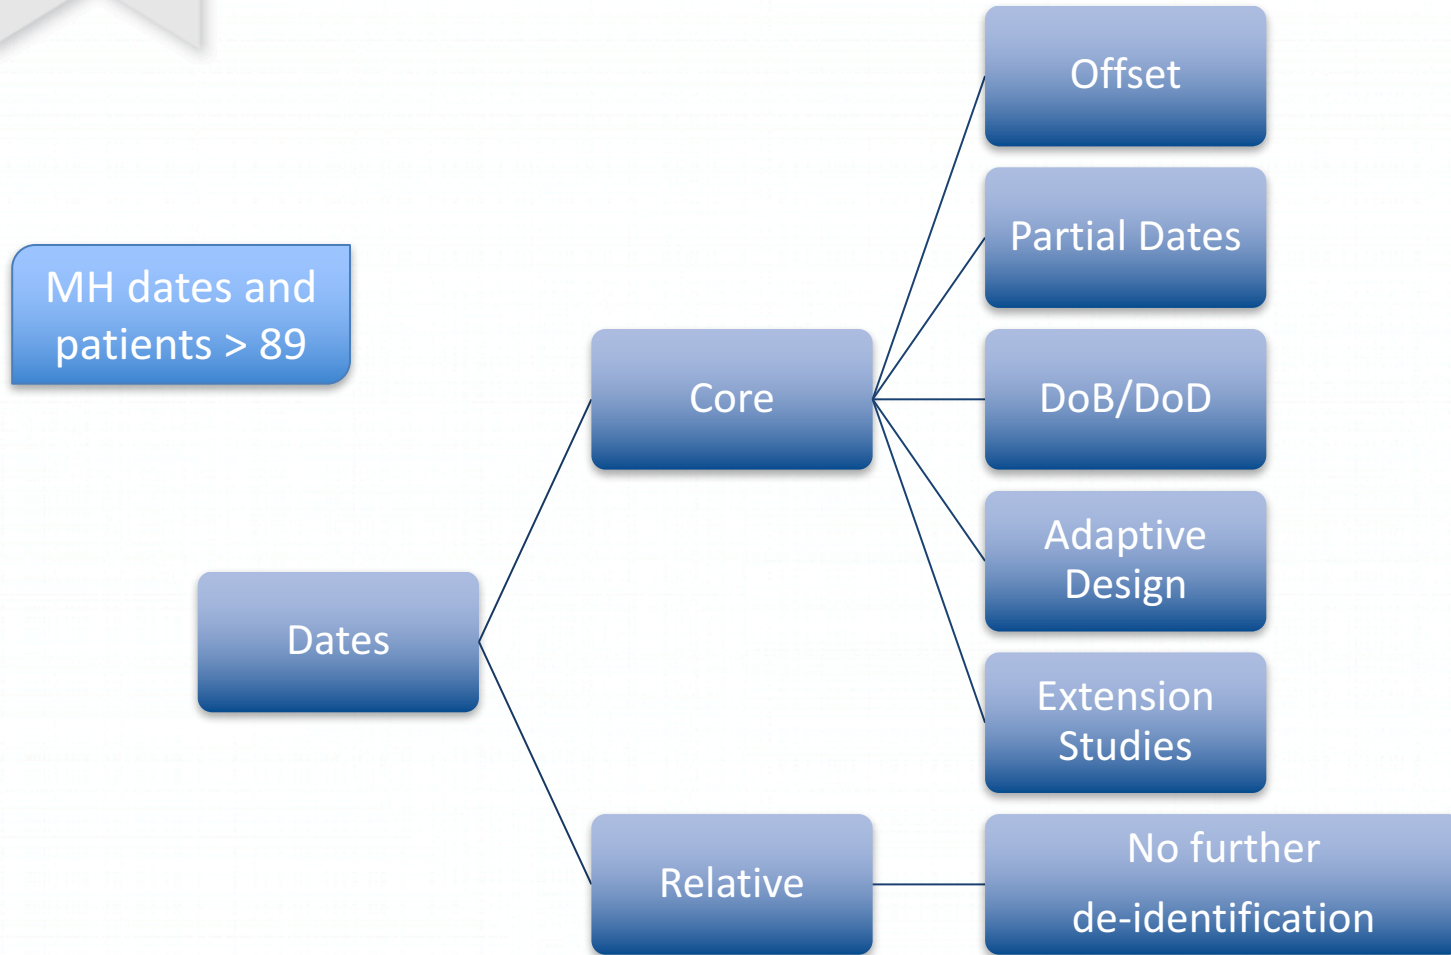 Offset
Partial Dates
MH dates and
patients > 89
Core
DoB/DoD
Adaptive
Design
Dates
Extension
Studies
Relative
No further
de-identification